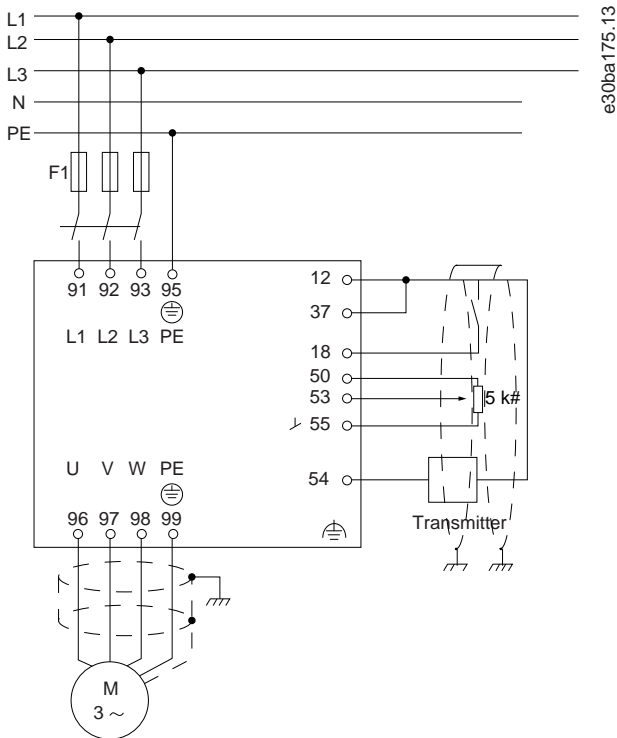 L1
L2
L3
N
PE
F1
91 92 93 95
L1 L2 L3 PE
12
37
18
50
53
5 k#
55
U V W PE
54
96 97 98 99
Transmitter
M
3 ~
e30ba175.13